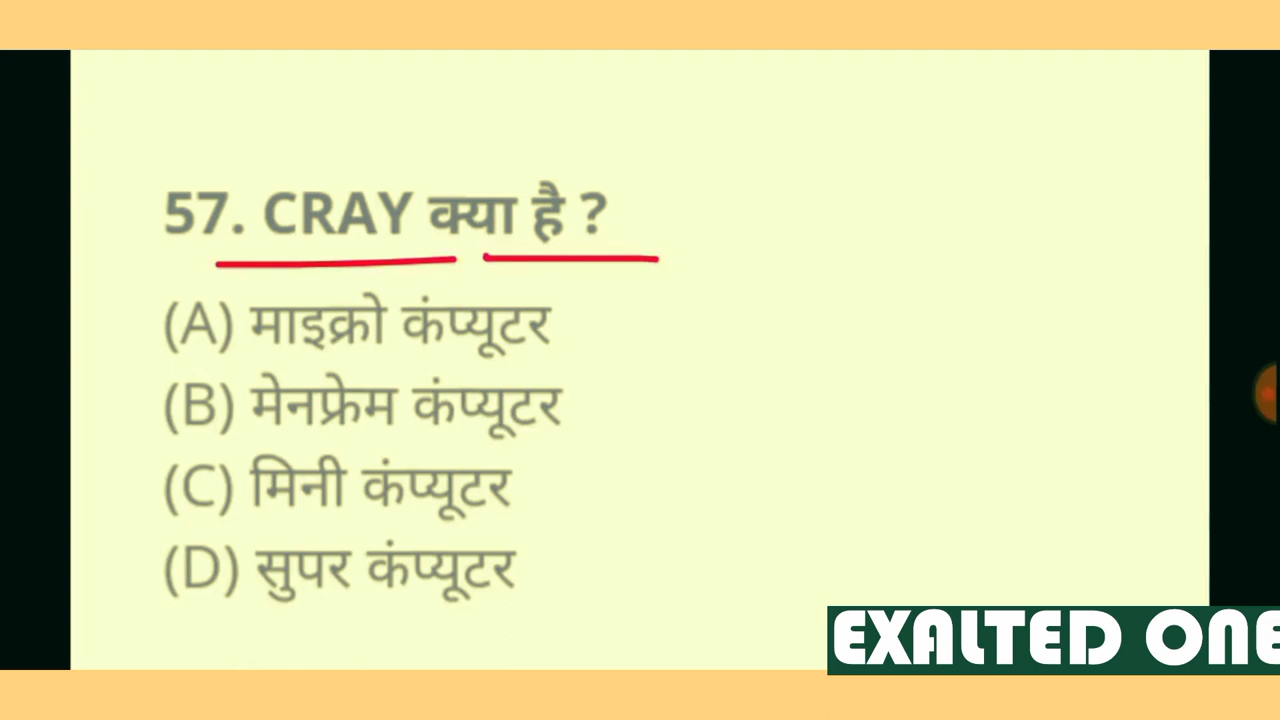 57. CRAY क्या है ?
(A) माइक्रो कंप्यूटर
(B) मेनफ्रेम कंप्यूटर
(C) मिनी कंप्यूटर
(D) सुपर कंप्यूटर
EXALTED ONE